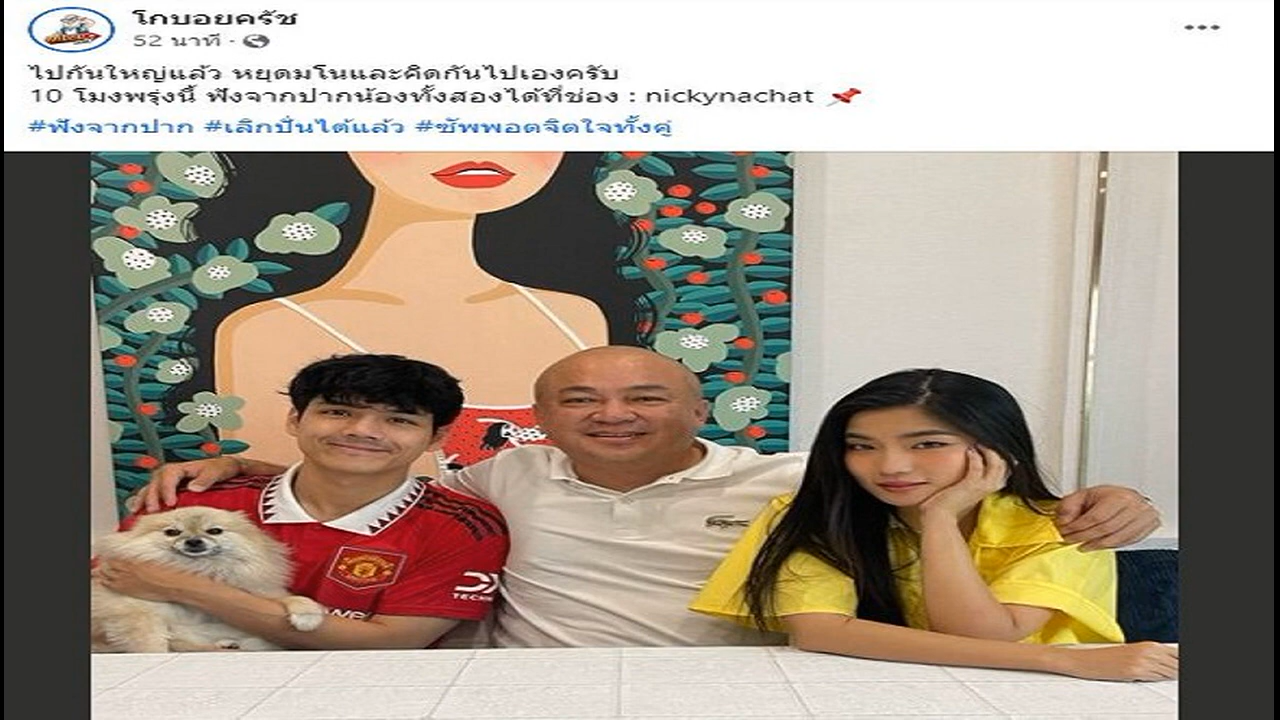 โกบอยครัช
52 นาที ·
ไปกันใหญ่แล้ว หยุดมโนและคิดกันไปเองครับ
10 โมงพรุ่งนี้ ฟังจากปากน้องทั้งสองได้ที่ช่อง : nickynachat 📌
#ฟังจากปาก #เลิกปั่นได้แล้ว #ซัพพอตจิตใจทั้งคู่
TECHN